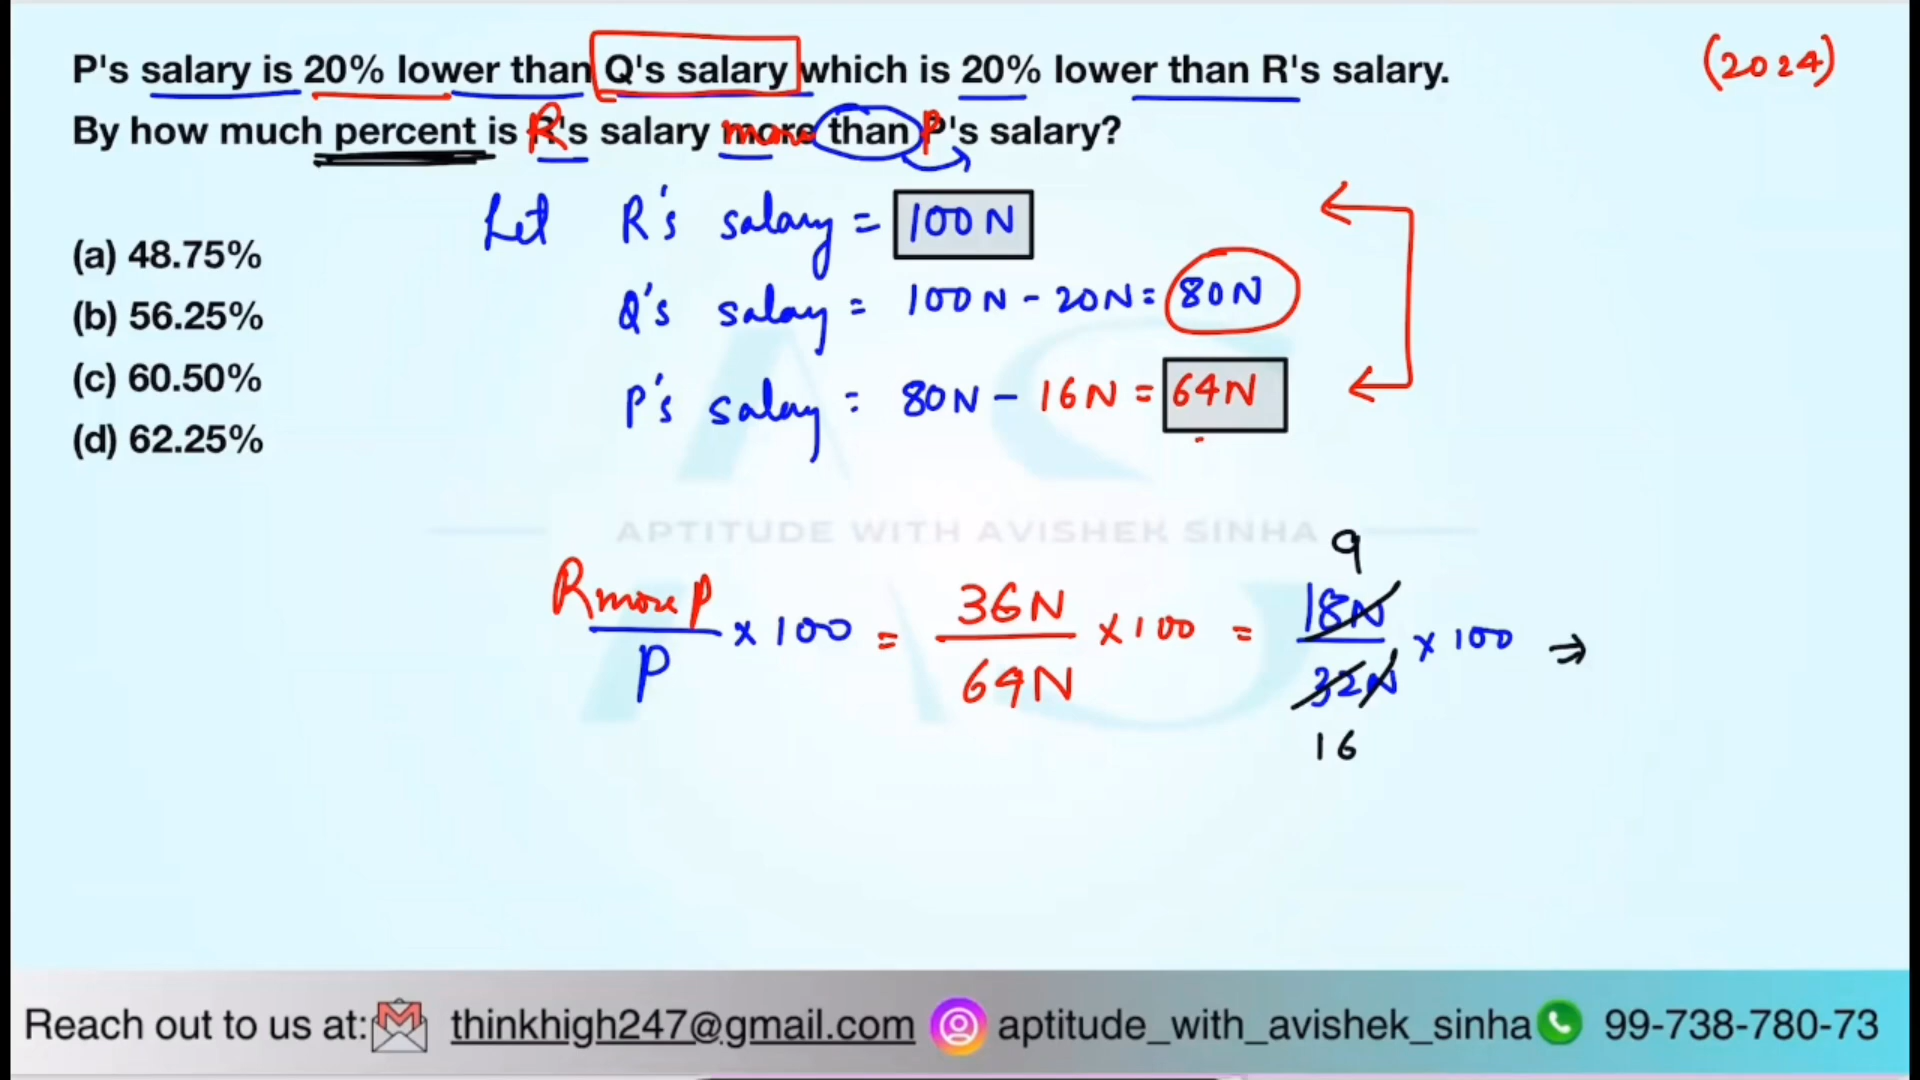 P's salary is 20% lower than Q's salary which is 20% lower than R's salary.
(2024)
By how much percent is R's salary more than P's salary?
(a) 48.75%
(b) 56.25%
(c) 60.50%
(d) 62.25%
Let R's salary = 100N
Q's salary = 100N - 20N = 80N
P's salary = 80N - 16N = 64N
APTITUDE WITH AVISHEK SINHA
9
R more P / P × 100 = 36N / 64N × 100 = 18N / 32N × 100 ⇒
16
Reach out to us at: thinkhigh247@gmail.com aptitude_with_avishek_sinha 99-738-780-73